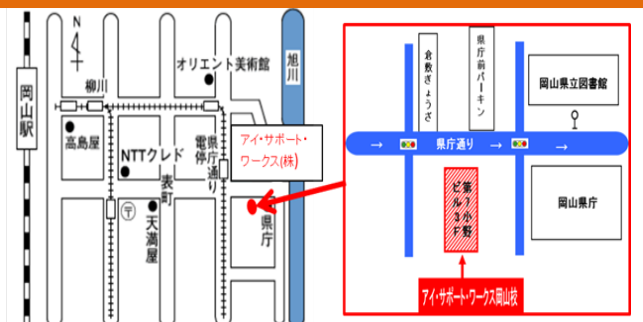 N
岡山駅
柳川
オリエント美術館
旭川
高島屋
NTTクレド
表町
県庁通り
電停
アイ・サポート・
ワークス(株)
〒
天満屋
県庁
倉敷ぎょうざ
県庁前パーキン
岡山県立図書館
→
県庁通り
→
→
第7小野
ビル3F
岡山県庁
アイ・サポート・ワークス岡山校